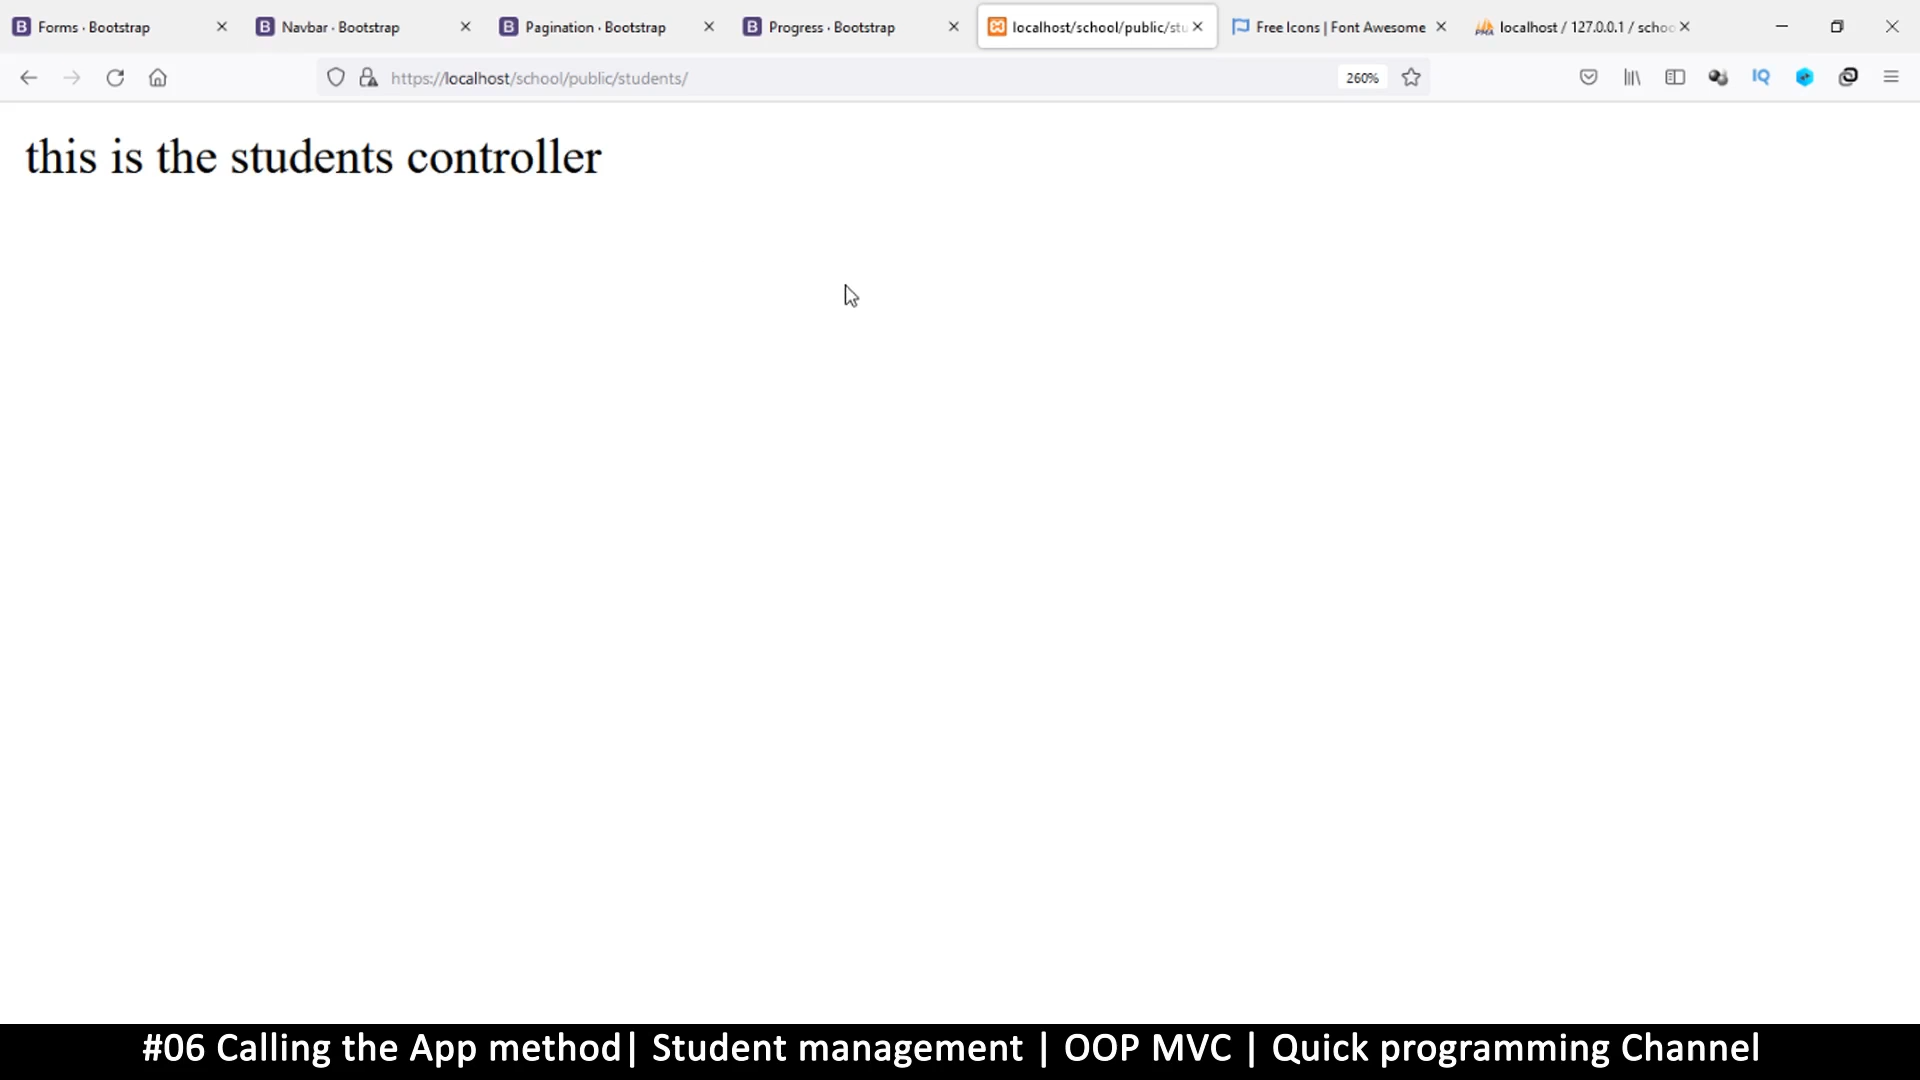 Forms · Bootstrap
Navbar · Bootstrap
Pagination · Bootstrap
Progress · Bootstrap
localhost/school/public/stu
Free Icons | Font Awesome
localhost / 127.0.0.1 / schoo
https://localhost/school/public/students/
260%
IQ
this is the students controller
#06 Calling the App method| Student management | OOP MVC | Quick programming Channel